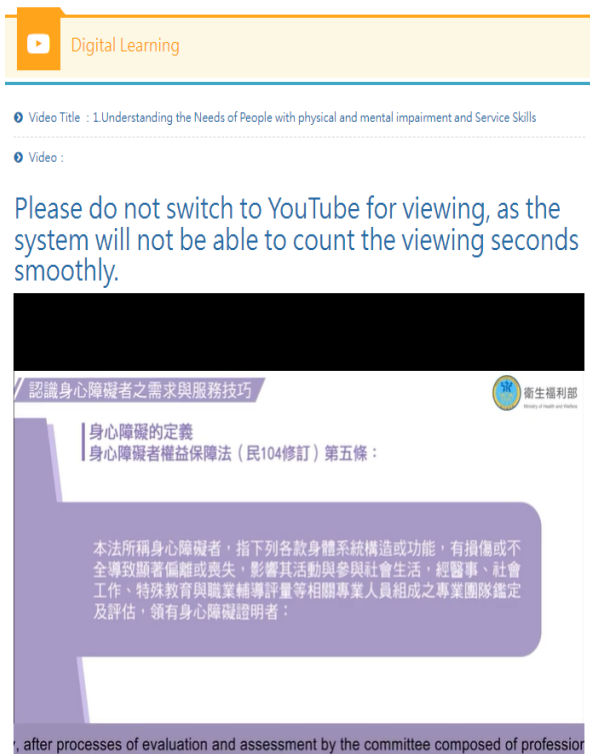 Digital Learning
Video Title : 1.Understanding the Needs of People with physical and mental impairment and Service Skills
Video :
Please do not switch to YouTube for viewing, as the
system will not be able to count the viewing seconds
smoothly.
認識身心障礙者之需求與服務技巧
衛生福利部
Ministry of Health and Welfare
身心障礙的定義
身心障礙者權益保障法（民104修訂）第五條：
本法所稱身心障礙者，指下列各款身體系統構造或功能，有損傷或不
全導致顯著偏離或喪失，影響其活動與參與社會生活，經醫事、社會
工作、特殊教育與職業輔導評量等相關專業人員組成之專業團隊鑑定
及評估，領有身心障礙證明者：
, after processes of evaluation and assessment by the committee composed of profession